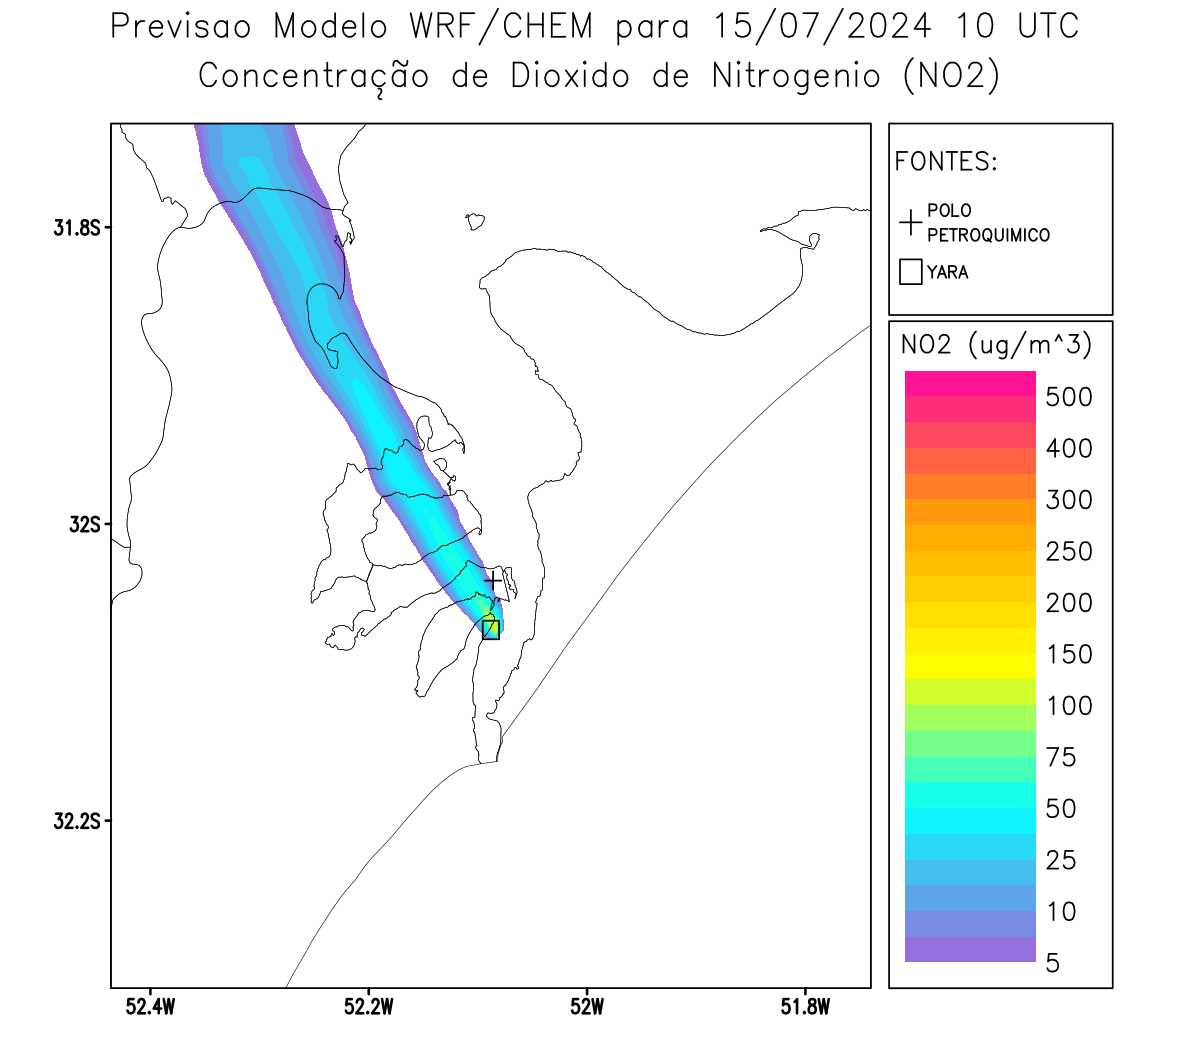 Previsao Modelo WRF/CHEM para 15/07/2024 10 UTC
Concentração de Dioxido de Nitrogenio (NO2)
FONTES:
POLO
PETROQUIMICO
YARA
31.8S
32S
32.2S
52.4W
52.2W
52W
51.8W
NO2 (ug/m^3)
500
400
300
250
200
150
100
75
50
25
10
5